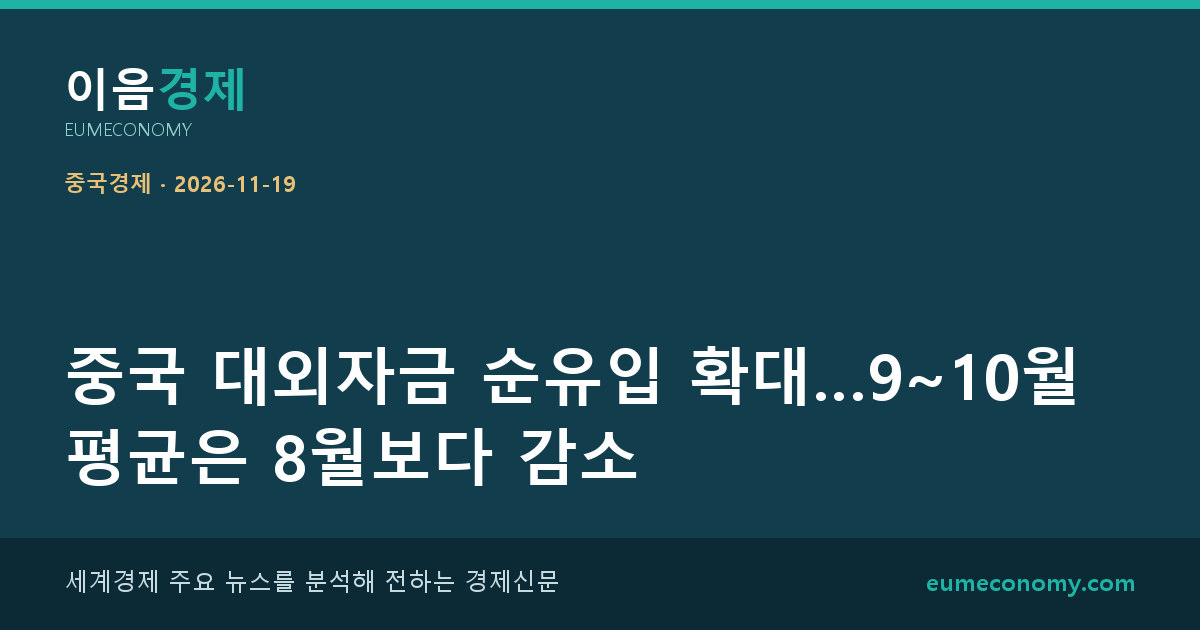 이음경제
EUMECONOMY
중국경제 · 2026-11-19
중국 대외자금 순유입 확대…9~10월
평균은 8월보다 감소
세계경제 주요 뉴스를 분석해 전하는 경제신문
eumeconomy.com